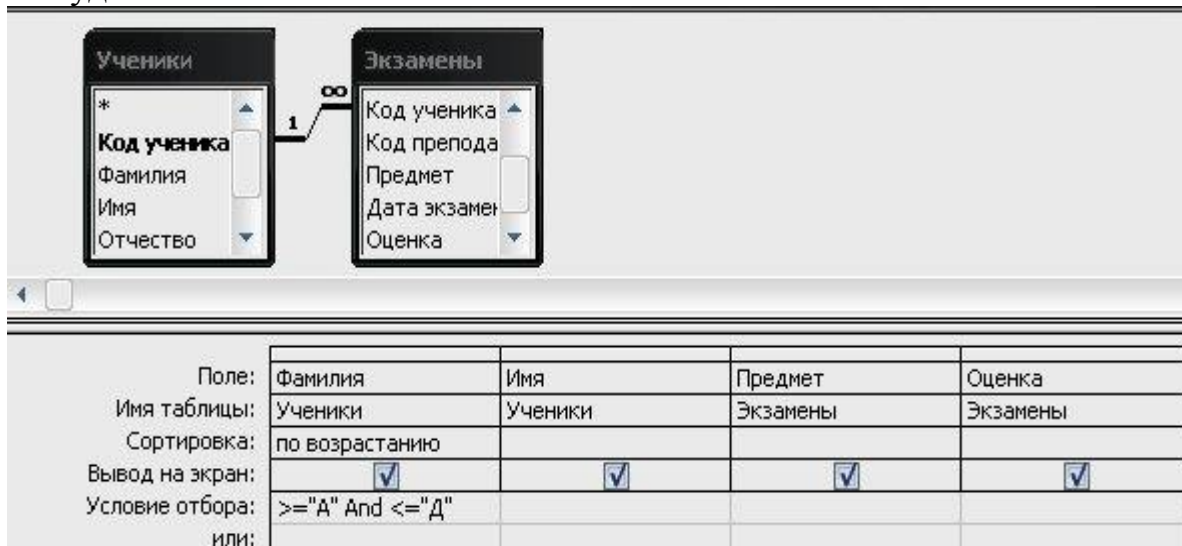 Ученики
*
Код ученика
Фамилия
Имя
Отчество
1
∞
Экзамены
Код ученика
Код препода
Предмет
Дата экзамен
Оценка
Поле: Фамилия Имя Предмет Оценка
Имя таблицы: Ученики Ученики Экзамены Экзамены
Сортировка: по возрастанию
Вывод на экран:
Условие отбора: >="А" And <="Д"
или: